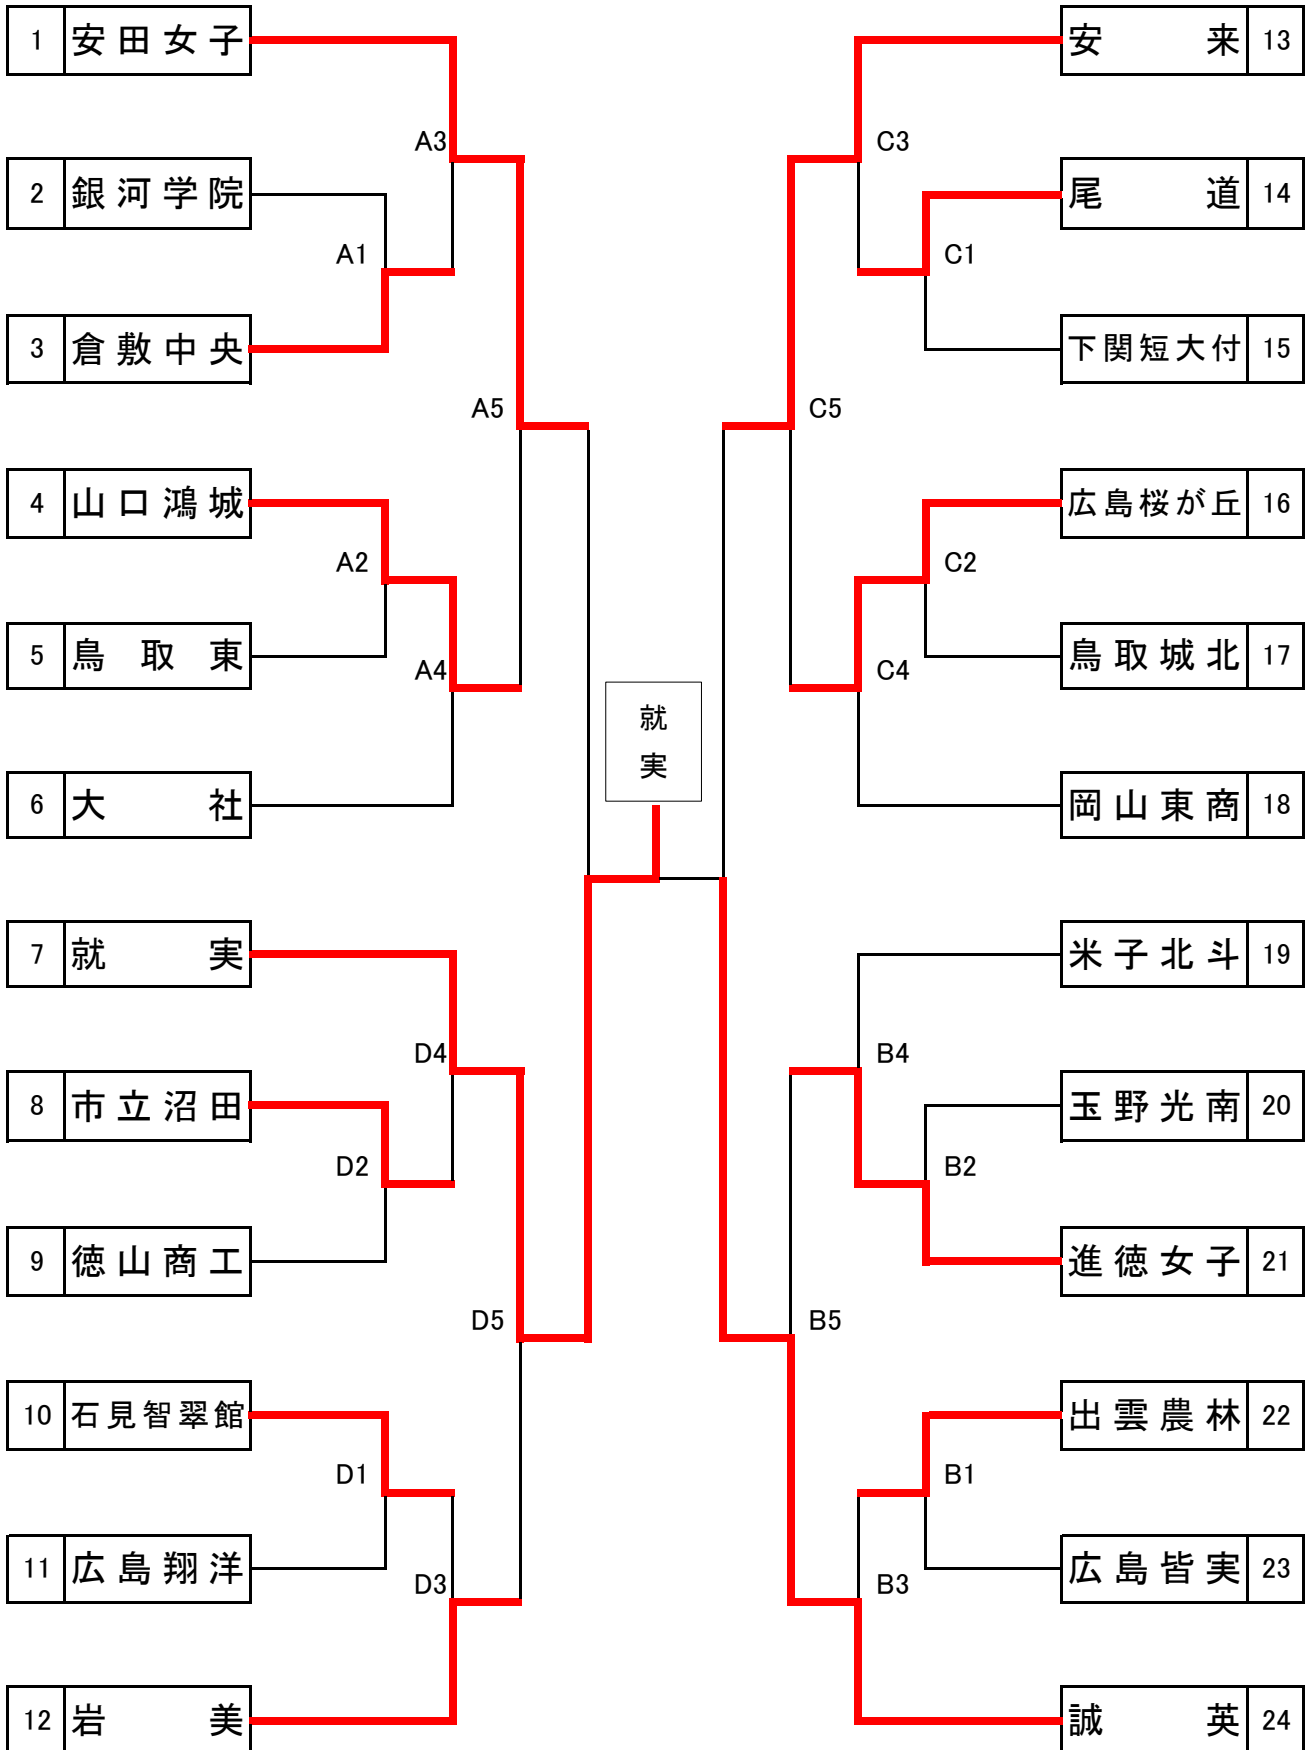 1 安田女子
A3
2 銀河学院
A1
3 倉敷中央
A5
4 山口鴻城
A2
5 鳥取東
A4
6 大社
7 就実
D4
8 市立沼田
D2
9 徳山商工
D5
10 石見智翠館
D1
11 広島翔洋
D3
12 岩美
就
実
安来 13
C3
尾道 14
C1
下関短大付 15
C5
広島桜が丘 16
C2
鳥取城北 17
C4
岡山東商 18
米子北斗 19
B4
玉野光南 20
B2
進徳女子 21
B5
出雲農林 22
B1
広島皆実 23
B3
誠英 24